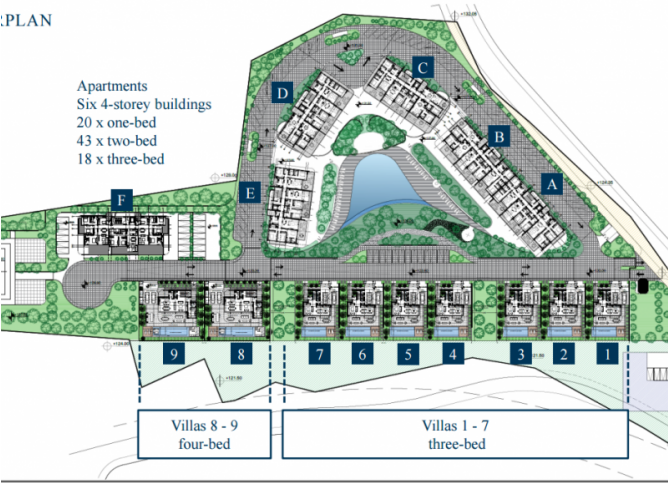 RPLAN
Apartments
Six 4-storey buildings
20 x one-bed
43 x two-bed
18 x three-bed
C
D
B
A
E
F
9
8
7
6
5
4
3
2
1
Villas 8 - 9
four-bed
Villas 1 - 7
three-bed